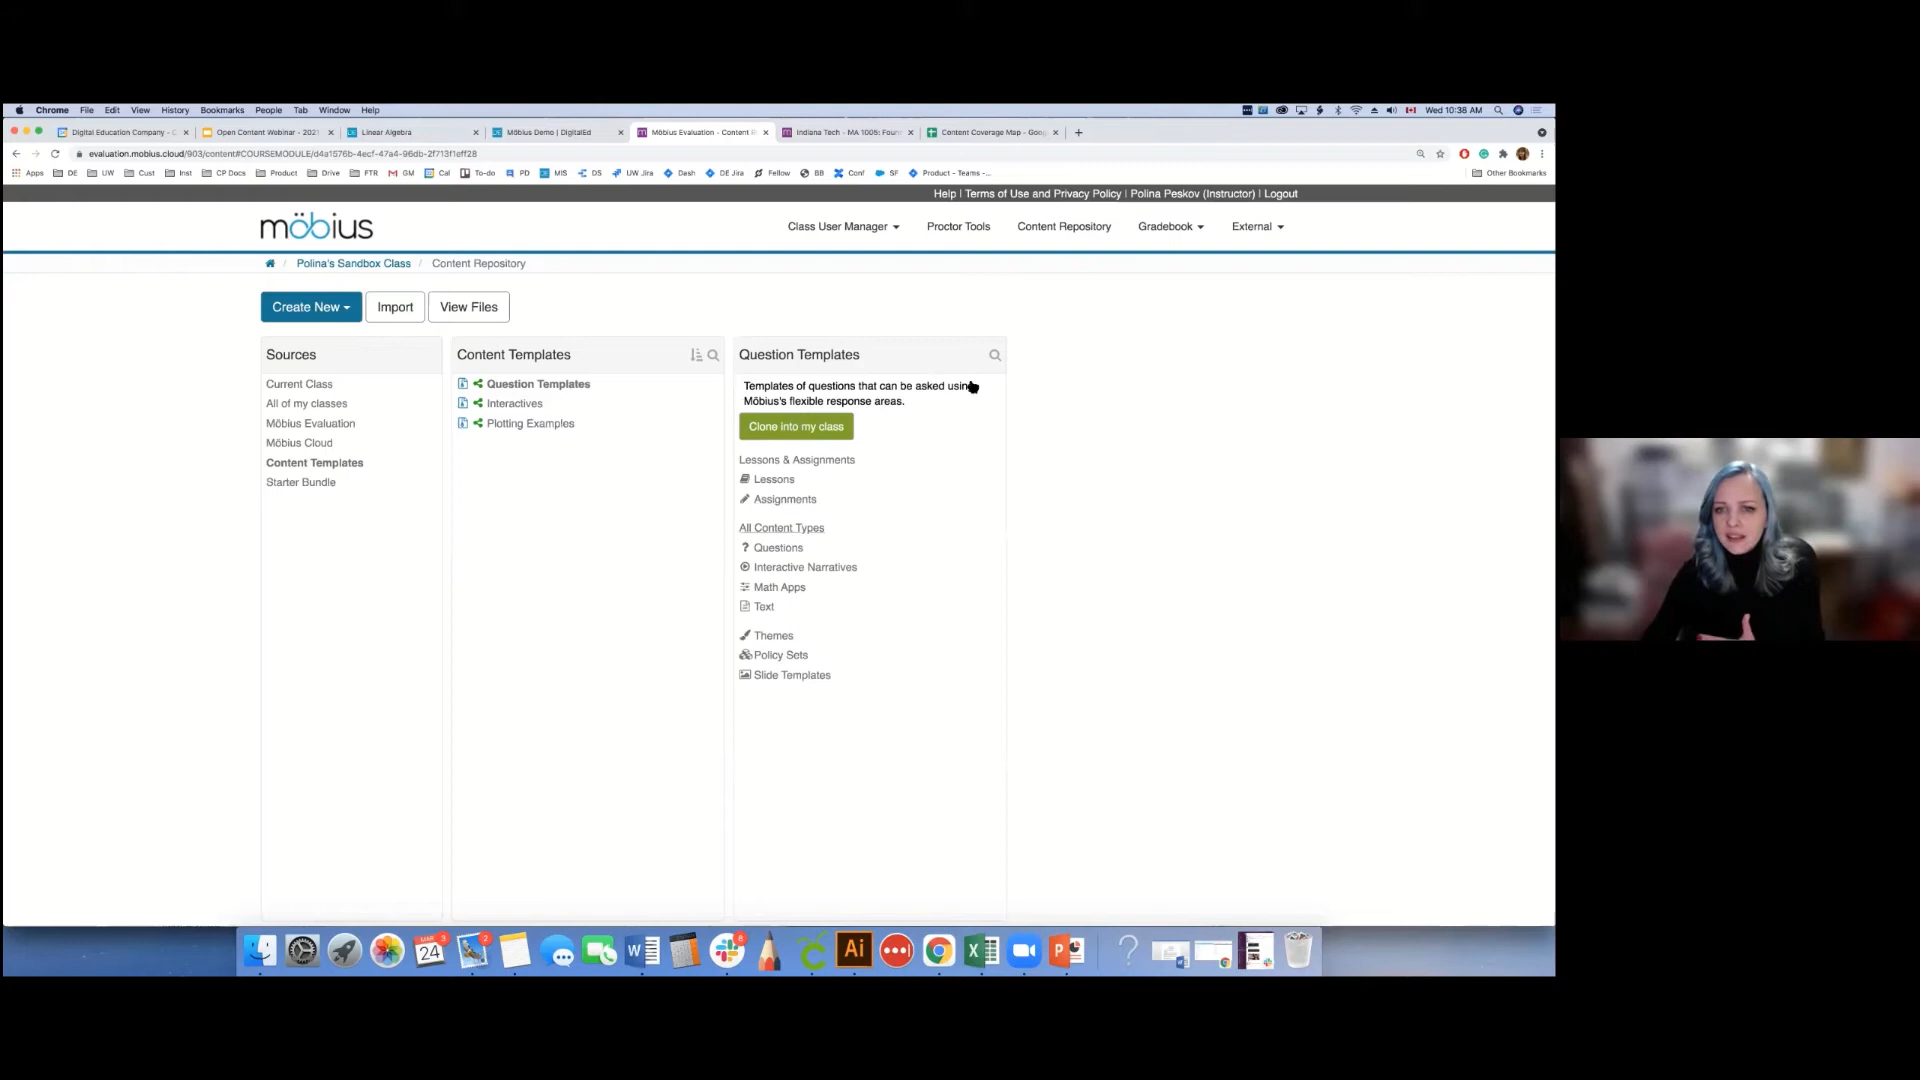 Chrome File Edit View History Bookmarks People Tab Window Help Wed 10:38 AM
Digital Education Company - Open Content Webinar - 2021 Linear Algebra Möbius Demo | DigitalEd Möbius Evaluation - Content Indiana Tech - MA 1005: Foun Content Coverage Map - Goog
evaluation.mobius.cloud/903/content#COURSEMODULE/d4a1576b-4ecf-47a4-96db-2f713f1eff28
Apps DE UW Cust Inst CP Docs Product Drive FTR GM Cal To-do PD MIS DS UW Jira Dash DE Jira Fellow BB Conf SF Product - Teams -... Other Bookmarks
Help | Terms of Use and Privacy Policy | Polina Peskov (Instructor) | Logout
möbius
Class User Manager Proctor Tools Content Repository Gradebook External
/ Polina's Sandbox Class / Content Repository
Create New Import View Files
Sources
Current Class
All of my classes
Möbius Evaluation
Möbius Cloud
Content Templates
Starter Bundle
Content Templates
Question Templates
Interactives
Plotting Examples
Question Templates
Templates of questions that can be asked using
Möbius's flexible response areas.
Clone into my class
Lessons & Assignments
Lessons
Assignments
All Content Types
? Questions
Interactive Narratives
Math Apps
Text
Themes
Policy Sets
Slide Templates
MAR 3
24
2
8
W
Ai
X
P
?